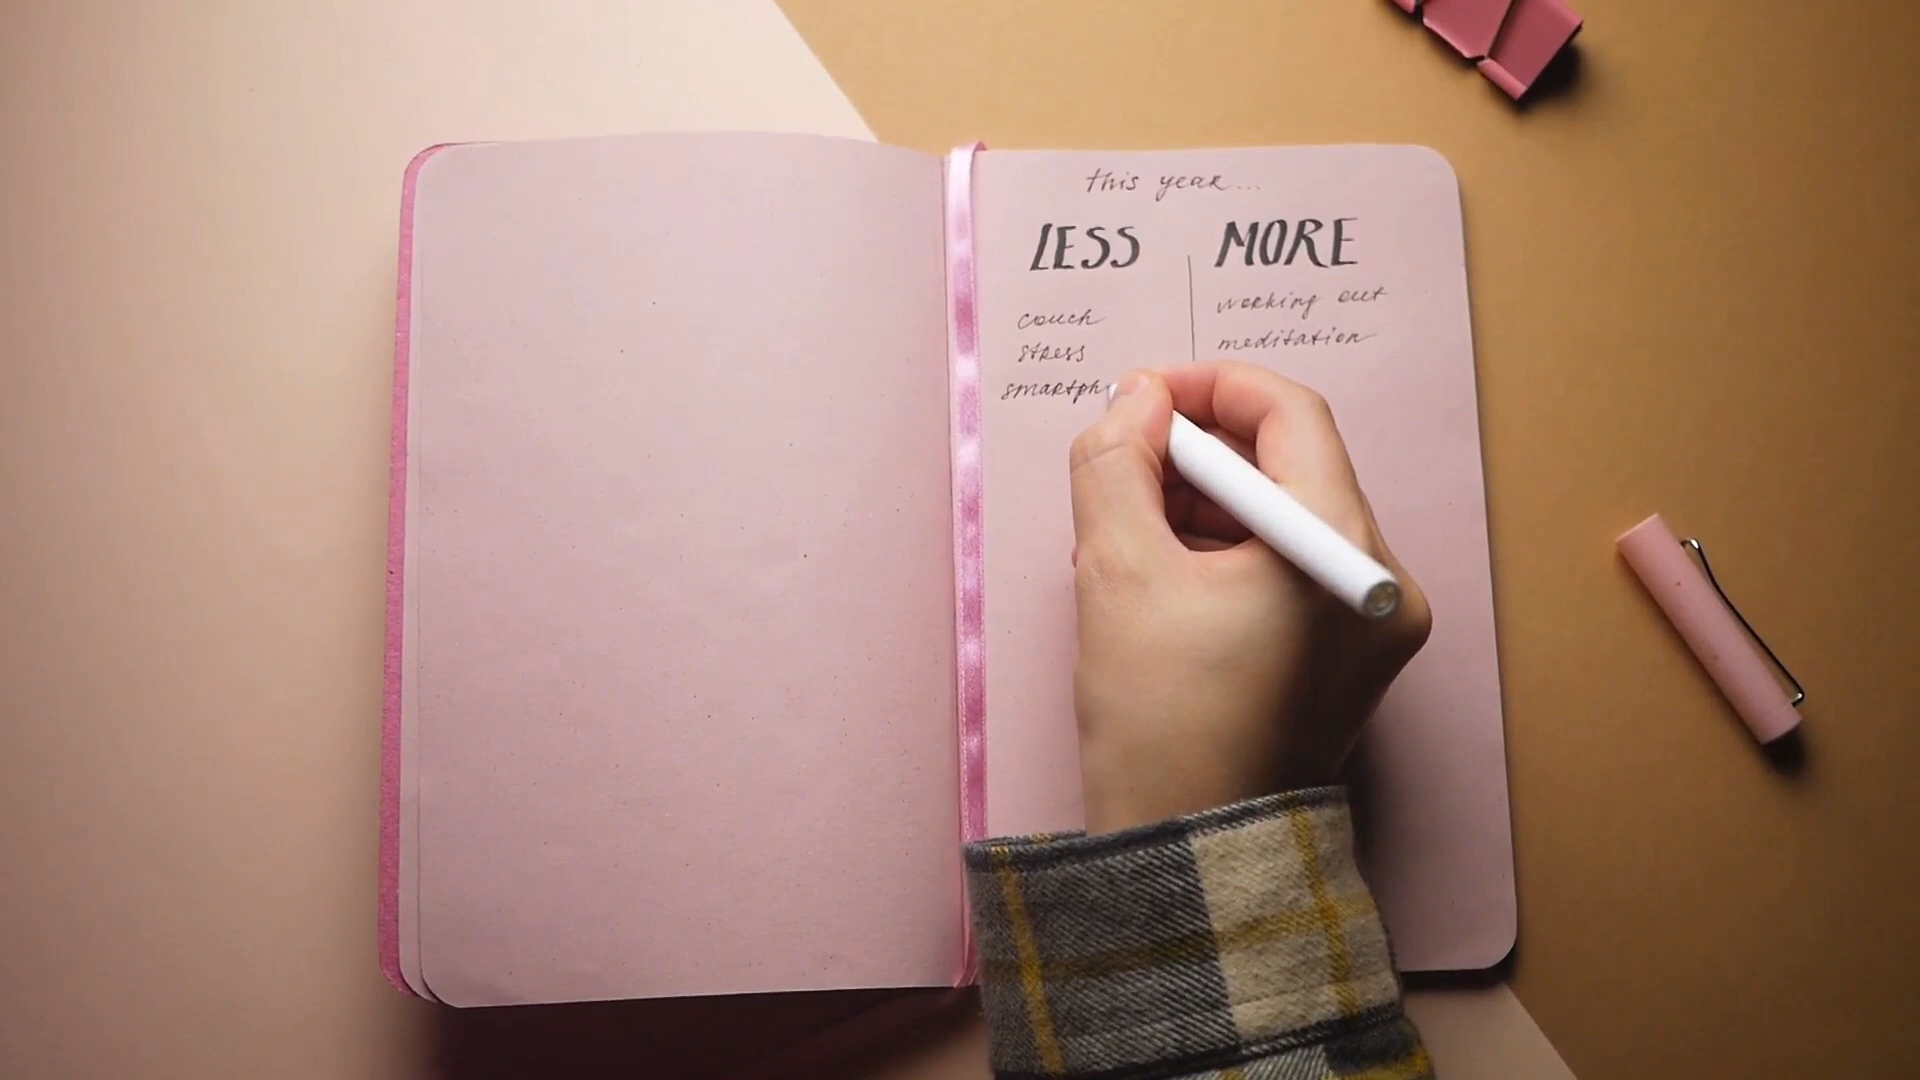 this year...
LESS
MORE
couch
stress
smartph
working out
meditation